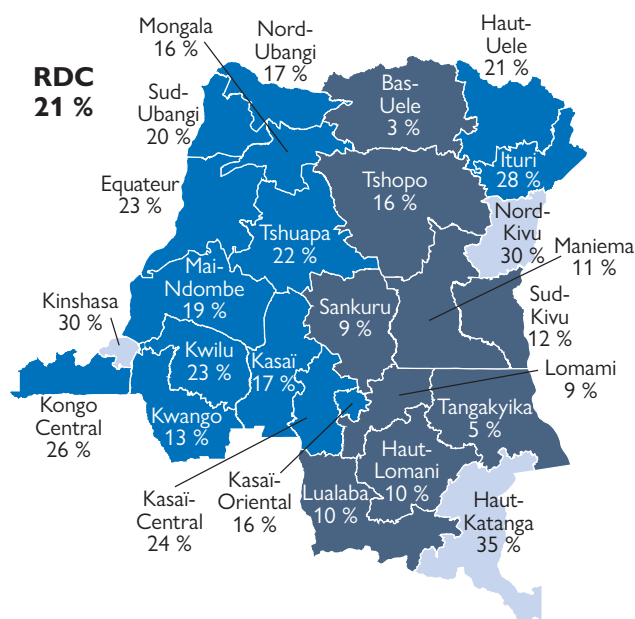 Mongala
16 %
Nord-
Ubangi
17 %
Haut-
Uele
21 %
RDC
21 %
Bas-
Uele
3 %
Sud-
Ubangi
20 %
Ituri
28 %
Equateur
23 %
Tshopo
16 %
Nord-
Kivu
30 %
Tshuapa
22 %
Maniema
11 %
Mai-
Ndombe
19 %
Kinshasa
30 %
Sankuru
9 %
Sud-
Kivu
12 %
Kwilu
23 %
Kasaï
17 %
Lomami
9 %
Kongo
Central
26 %
Kwango
13 %
Tangakyika
5 %
Haut-
Lomani
10 %
Kasaï-
Oriental
16 %
Kasaï-
Central
24 %
Lualaba
10 %
Haut-
Katanga
35 %